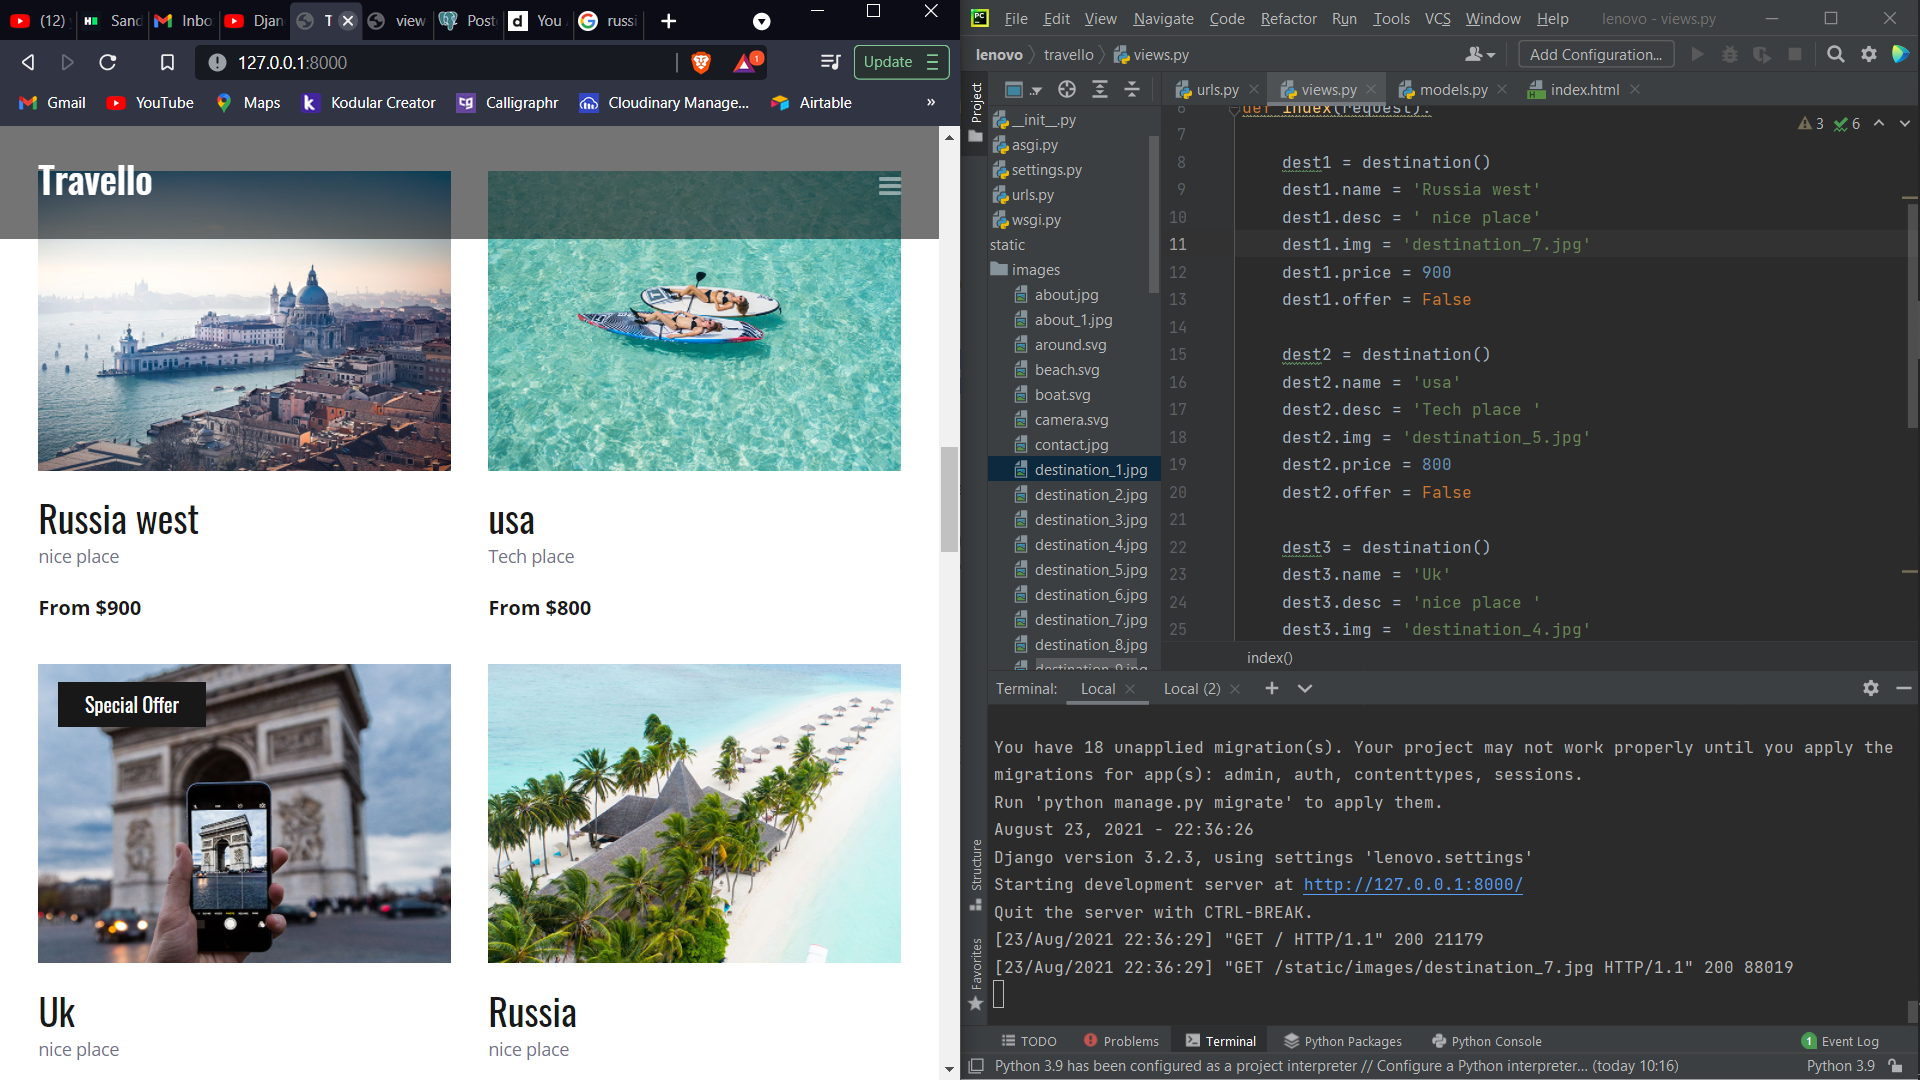 (12)
Sand
Inbo
Djan
T
view
Post
You
russi
127.0.0.1:8000
1
Update
Gmail
YouTube
Maps
Kodular Creator
Calligraphr
Cloudinary Manage...
Airtable
»
Travello
Russia west
nice place
From $900
usa
Tech place
From $800
Special Offer
Uk
nice place
Russia
nice place
File Edit View Navigate Code Refactor Run Tools VCS Window Help lenovo - views.py
lenovo travello views.py
Add Configuration...
Project
urls.py
views.py
models.py
index.html
__init__.py
asgi.py
settings.py
urls.py
wsgi.py
static
images
about.jpg
about_1.jpg
around.svg
beach.svg
boat.svg
camera.svg
contact.jpg
destination_1.jpg
destination_2.jpg
destination_3.jpg
destination_4.jpg
destination_5.jpg
destination_6.jpg
destination_7.jpg
destination_8.jpg
destination_9.jpg
3 6
6 def index(request):
7
8 dest1 = destination()
9 dest1.name = 'Russia west'
10 dest1.desc = ' nice place'
11 dest1.img = 'destination_7.jpg'
12 dest1.price = 900
13 dest1.offer = False
14
15 dest2 = destination()
16 dest2.name = 'usa'
17 dest2.desc = 'Tech place '
18 dest2.img = 'destination_5.jpg'
19 dest2.price = 800
20 dest2.offer = False
21
22 dest3 = destination()
23 dest3.name = 'Uk'
24 dest3.desc = 'nice place '
25 dest3.img = 'destination_4.jpg'
index()
Terminal: Local Local (2)
You have 18 unapplied migration(s). Your project may not work properly until you apply the
migrations for app(s): admin, auth, contenttypes, sessions.
Run 'python manage.py migrate' to apply them.
August 23, 2021 - 22:36:26
Django version 3.2.3, using settings 'lenovo.settings'
Starting development server at http://127.0.0.1:8000/
Quit the server with CTRL-BREAK.
[23/Aug/2021 22:36:29] "GET / HTTP/1.1" 200 21179
[23/Aug/2021 22:36:29] "GET /static/images/destination_7.jpg HTTP/1.1" 200 88019
Structure
Favorites
TODO Problems Terminal Python Packages Python Console 1 Event Log
Python 3.9 has been configured as a project interpreter // Configure a Python interpreter... (today 10:16) Python 3.9